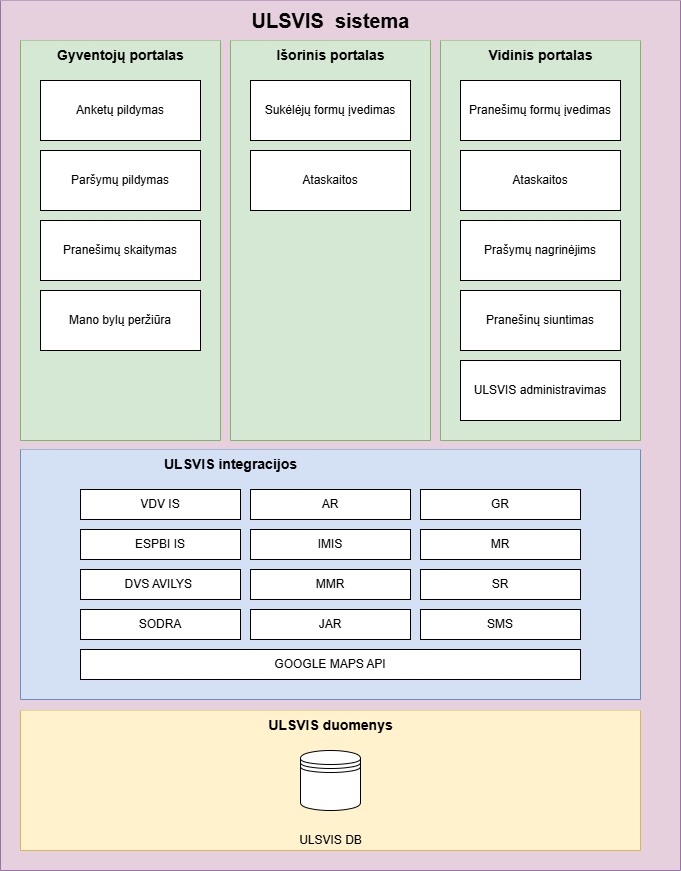 ULSVIS sistema
Gyventojų portalas
Anketų pildymas
Paršymų pildymas
Pranešimų skaitymas
Mano bylų peržiūra
Išorinis portalas
Sukėlėjų formų įvedimas
Ataskaitos
Vidinis portalas
Pranešimų formų įvedimas
Ataskaitos
Prašymų nagrinėjims
Pranešinų siuntimas
ULSVIS administravimas
ULSVIS integracijos
VDV IS
AR
GR
ESPBI IS
IMIS
MR
DVS AVILYS
MMR
SR
SODRA
JAR
SMS
GOOGLE MAPS API
ULSVIS duomenys
ULSVIS DB